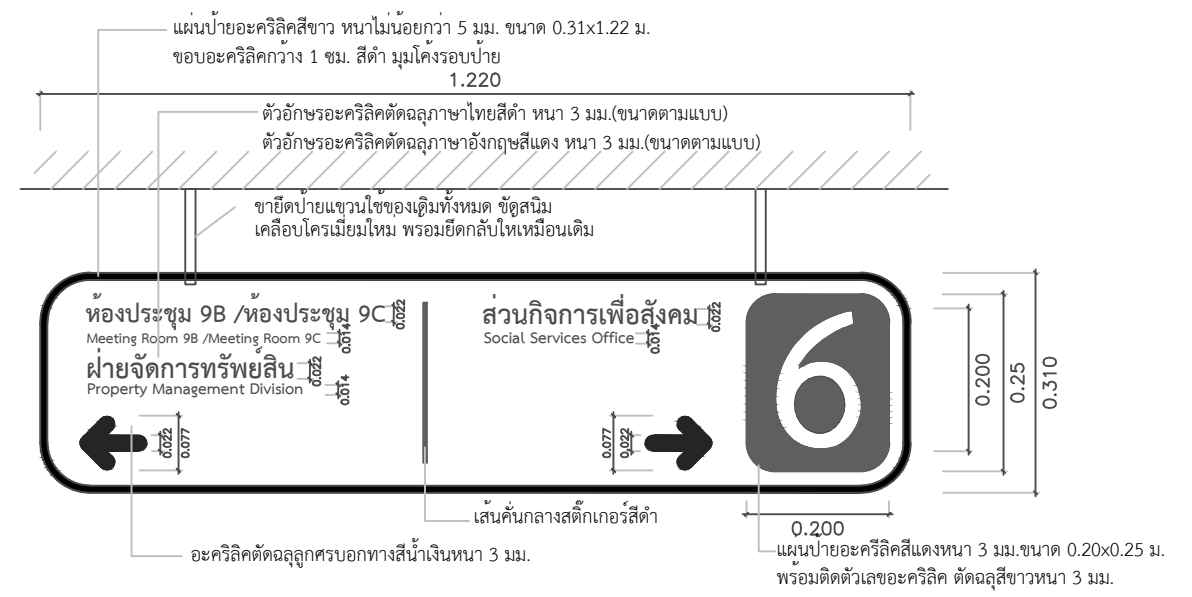 แผ่นป้ายอะคริลิคสีขาว หนาไม่น้อยกว่า 5 มม. ขนาด 0.31x1.22 ม.
ขอบอะคริลิคกว้าง 1 ซม. สีดำ มุมโค้งรอบป้าย
1.220
ตัวอักษรอะคริลิคตัดฉลุภาษาไทยสีดำ หนา 3 มม.(ขนาดตามแบบ)
ตัวอักษรอะคริลิคตัดฉลุภาษาอังกฤษสีแดง หนา 3 มม.(ขนาดตามแบบ)
ขายึดป้ายแขวนใช้ของเดิมทั้งหมด ขัดสนิม
เคลือบโครเมี่ยมใหม่ พร้อมยึดกลับให้เหมือนเดิม
ห้องประชุม 9B /ห้องประชุม 9C
0.022
Meeting Room 9B /Meeting Room 9C
0.014
ฝ่ายจัดการทรัพย์สิน
0.022
Property Management Division
0.014
0.022
0.077
ส่วนกิจการเพื่อสังคม
0.022
Social Services Office
0.014
0.077
0.022
6
0.200
0.25
0.310
0.200
เส้นคั่นกลางสติ๊กเกอร์สีดำ
อะคริลิคตัดฉลุลูกศรบอกทางสีน้ำเงินหนา 3 มม.
แผ่นป้ายอะครีลิคสีแดงหนา 3 มม.ขนาด 0.20x0.25 ม.
พร้อมติดตัวเลขอะคริลิค ตัดฉลุสีขาวหนา 3 มม.